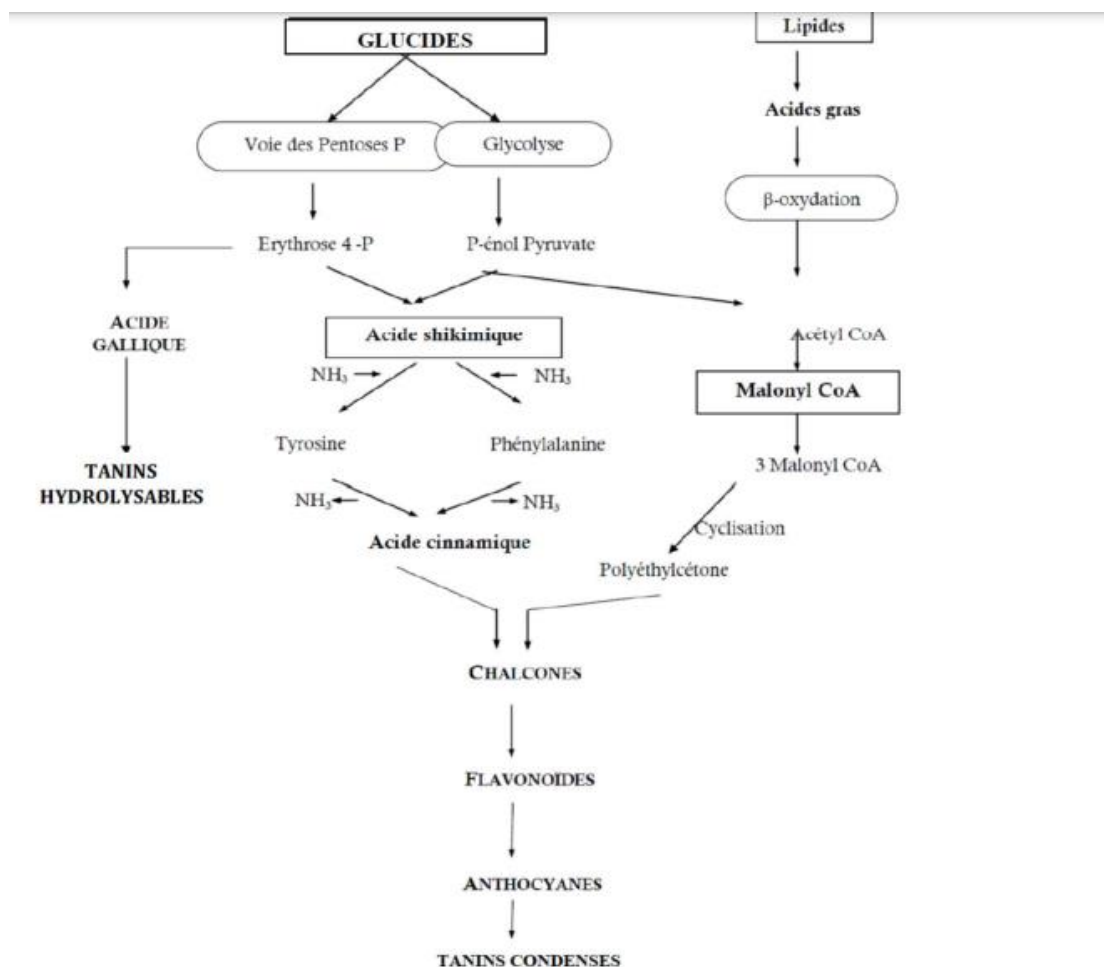 GLUCIDES
Lipides
Acides gras
Voie des Pentoses P
Glycolyse
β-oxydation
Erythrose 4 -P
P-énol Pyruvate
ACIDE
GALLIQUE
Acide shikimique
Acétyl CoA
NH₃
NH₃
Malonyl CoA
Tyrosine
Phénylalanine
3 Malonyl CoA
TANINS
HYDROLYSABLES
NH₃
NH₃
Cyclisation
Acide cinnamique
Polyéthylcétone
CHALCONES
FLAVONOÏDES
ANTHOCYANES
TANINS CONDENSES